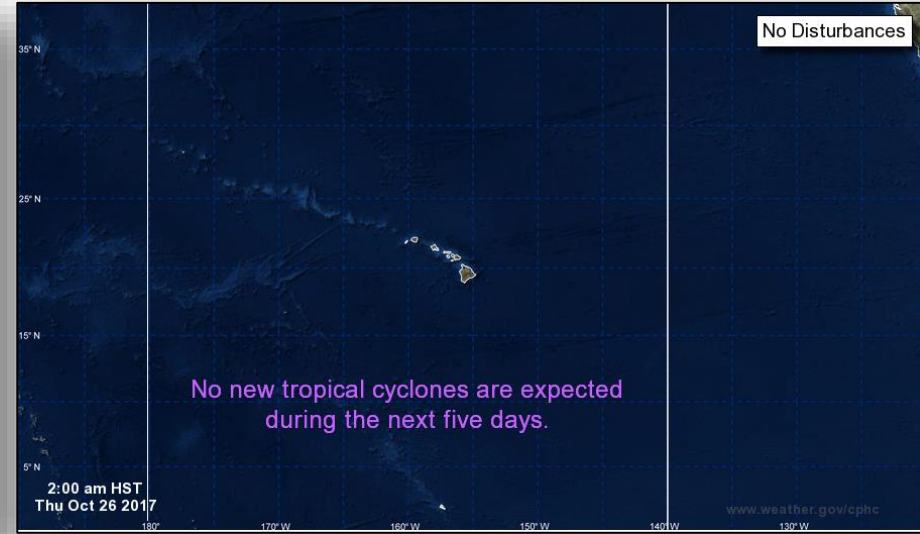 No Disturbances
35° N
25° N
15° N
No new tropical cyclones are expected
during the next five days.
5° N
2:00 am HST
Thu Oct 26 2017
www.weather.gov/cphc
180°
170° W
160° W
150° W
140° W
130° W